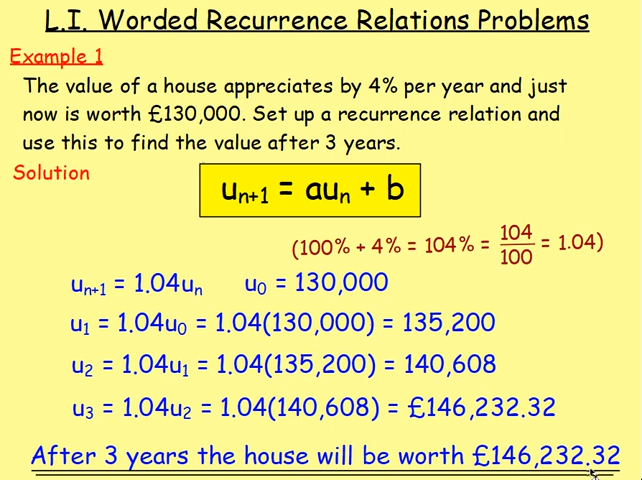 L.I. Worded Recurrence Relations Problems
Example 1
The value of a house appreciates by 4% per year and just
now is worth £130,000. Set up a recurrence relation and
use this to find the value after 3 years.
Solution
uₙ₊₁ = auₙ + b
(100% + 4% = 104% = 104/100 = 1.04)
uₙ₊₁ = 1.04uₙ u₀ = 130,000
u₁ = 1.04u₀ = 1.04(130,000) = 135,200
u₂ = 1.04u₁ = 1.04(135,200) = 140,608
u₃ = 1.04u₂ = 1.04(140,608) = £146,232.32
After 3 years the house will be worth £146,232.32